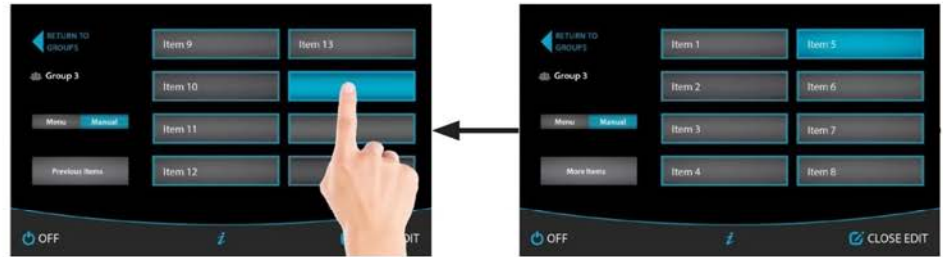 RETURN TO
GROUPS
Group 3
Menu Manual
Previous Items
Item 9
Item 10
Item 11
Item 12
Item 13
OFF
i
DIT
RETURN TO
GROUPS
Group 3
Menu Manual
More Items
Item 1
Item 2
Item 3
Item 4
Item 5
Item 6
Item 7
Item 8
OFF
i
CLOSE EDIT